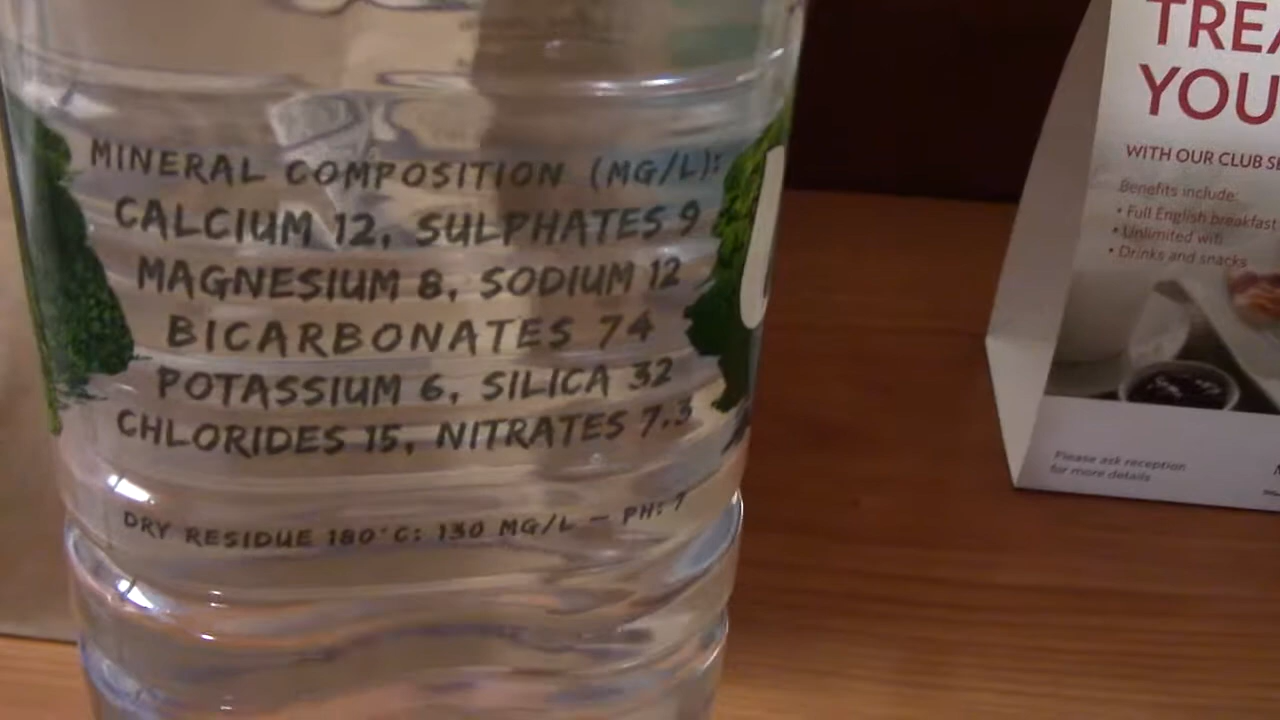 MINERAL COMPOSITION (MG/L):
CALCIUM 12, SULPHATES 9
MAGNESIUM 8, SODIUM 12
BICARBONATES 74
POTASSIUM 6, SILICA 32
CHLORIDES 15, NITRATES 7.3
DRY RESIDUE 180°C: 130 MG/L – PH: 7
YOU
WITH OUR CLUB
Benefits include:
• Full English breakfast
• Unlimited wifi
• Drinks and snacks
Please ask reception
for more details